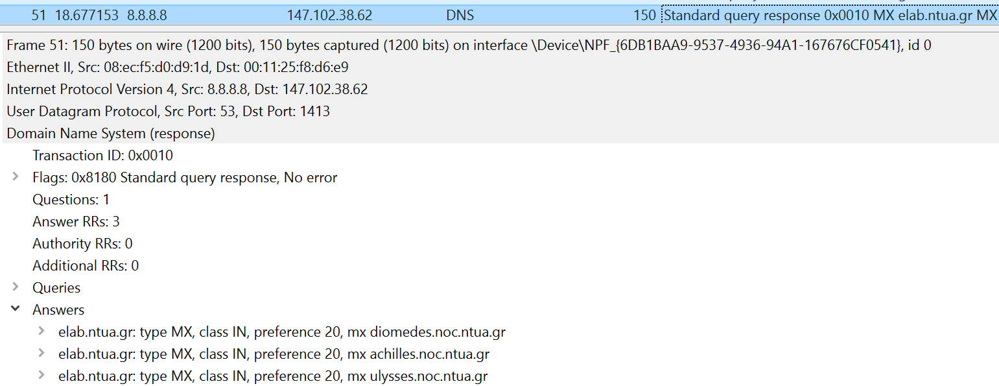 51 18.677153 8.8.8.8 147.102.38.62 DNS 150 Standard query response 0x0010 MX elab.ntua.gr MX
Frame 51: 150 bytes on wire (1200 bits), 150 bytes captured (1200 bits) on interface \Device\NPF_{6DB1BAA9-9537-4936-94A1-167676CF0541}, id 0
Ethernet II, Src: 08:ec:f5:d0:d9:1d, Dst: 00:11:25:f8:d6:e9
Internet Protocol Version 4, Src: 8.8.8.8, Dst: 147.102.38.62
User Datagram Protocol, Src Port: 53, Dst Port: 1413
Domain Name System (response)
Transaction ID: 0x0010
Flags: 0x8180 Standard query response, No error
Questions: 1
Answer RRs: 3
Authority RRs: 0
Additional RRs: 0
Queries
Answers
elab.ntua.gr: type MX, class IN, preference 20, mx diomedes.noc.ntua.gr
elab.ntua.gr: type MX, class IN, preference 20, mx achilles.noc.ntua.gr
elab.ntua.gr: type MX, class IN, preference 20, mx ulysses.noc.ntua.gr